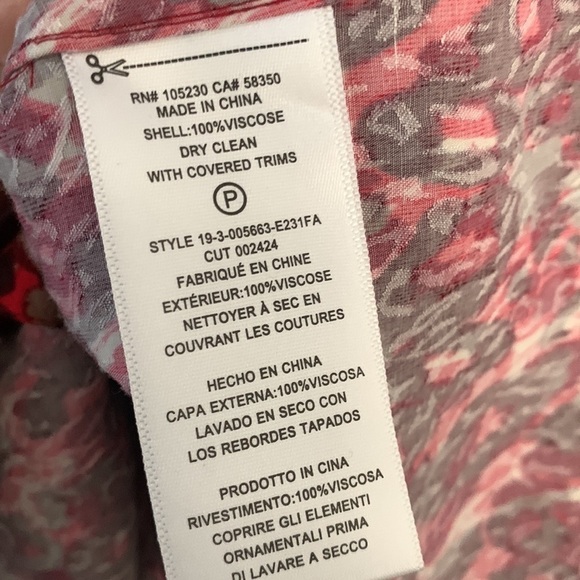 RN# 105230 CA# 58350
MADE IN CHINA
SHELL:100%VISCOSE
DRY CLEAN
WITH COVERED TRIMS
P
STYLE 19-3-005663-E231FA
CUT 002424
FABRIQUÉ EN CHINE
EXTÉRIEUR:100%VISCOSE
NETTOYER À SEC EN
COUVRANT LES COUTURES
HECHO EN CHINA
CAPA EXTERNA:100%VISCOSA
LAVADO EN SECO CON
LOS REBORDES TAPADOS
PRODOTTO IN CINA
RIVESTIMENTO:100%VISCOSA
COPRIRE GLI ELEMENTI
ORNAMENTALI PRIMA
DI LAVARE A SECCO